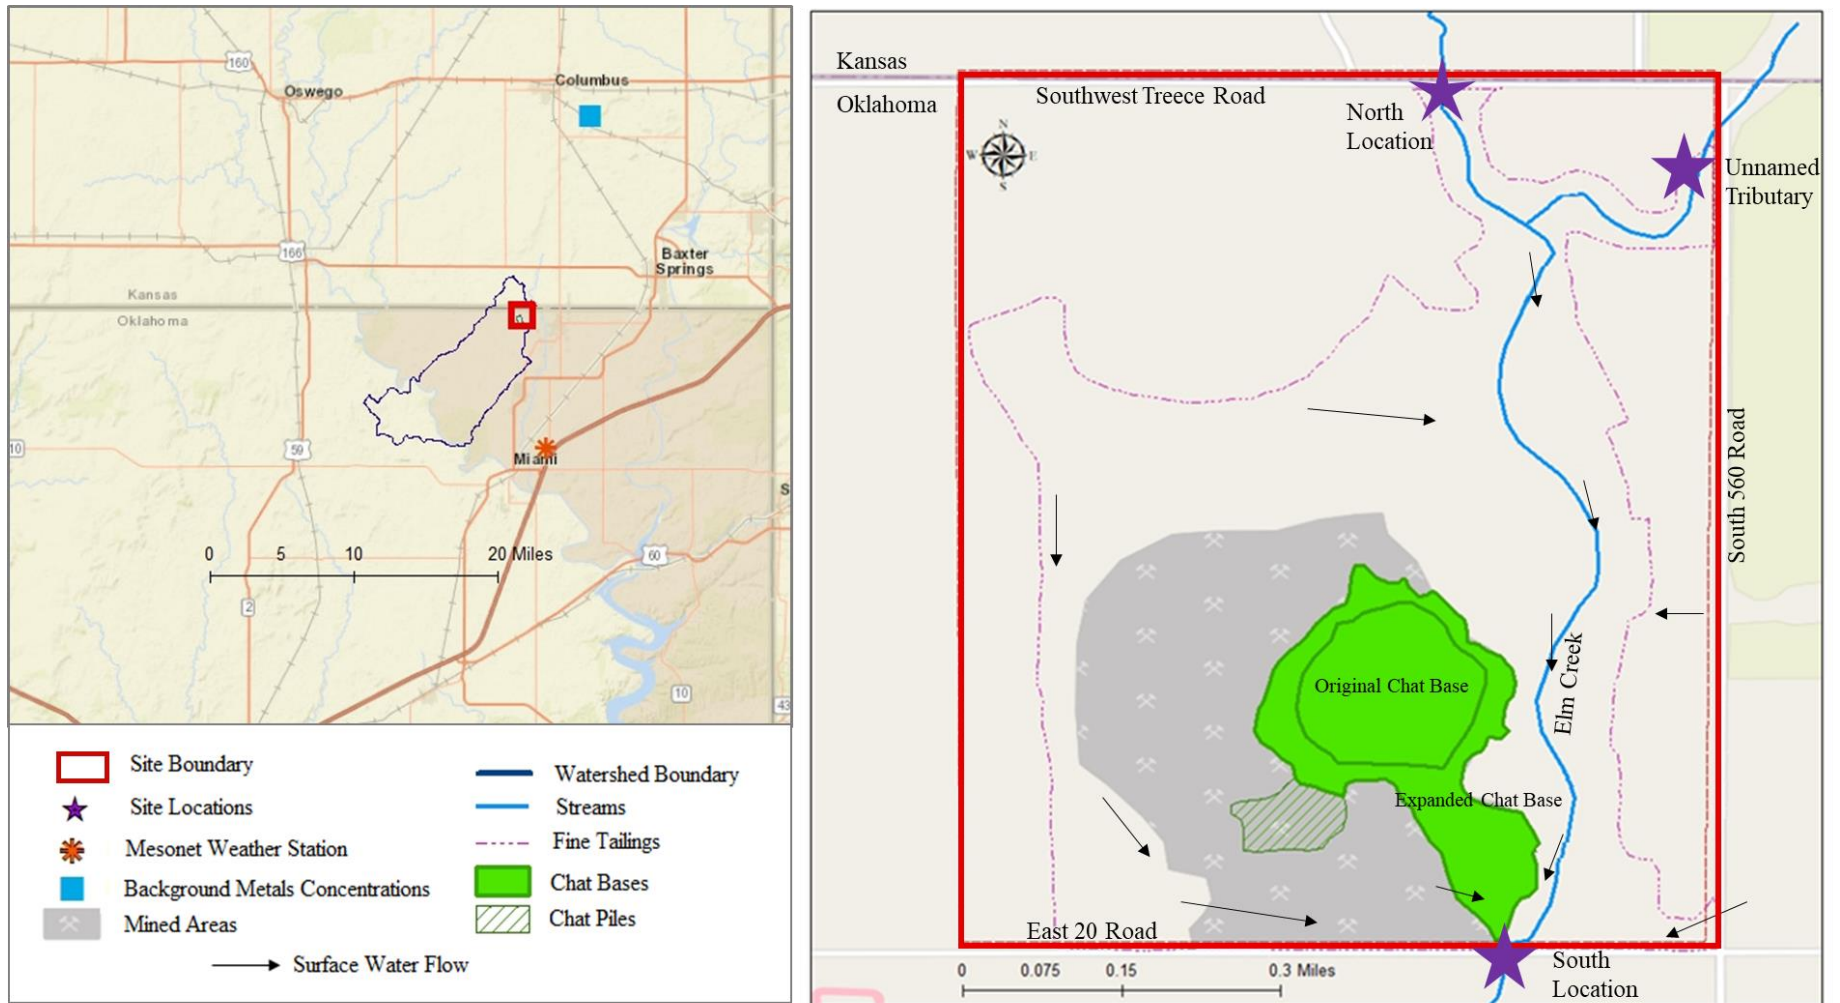 160
Columbus
Oswego
Baxter
Springs
166
Kansas
Oklahoma
10
59
Miami
S
0 5 10 20 Miles
60
2
10
43
Site Boundary
Site Locations
Mesonet Weather Station
Background Metals Concentrations
Mined Areas
Watershed Boundary
Streams
Fine Tailings
Chat Bases
Chat Piles
Surface Water Flow
Kansas
Oklahoma
Southwest Treece Road
North
Location
N
W E
S
Unnamed
Tributary
South 560 Road
Original Chat Base
Elm Creek
Expanded Chat Base
East 20 Road
South
Location
0 0.075 0.15 0.3 Miles